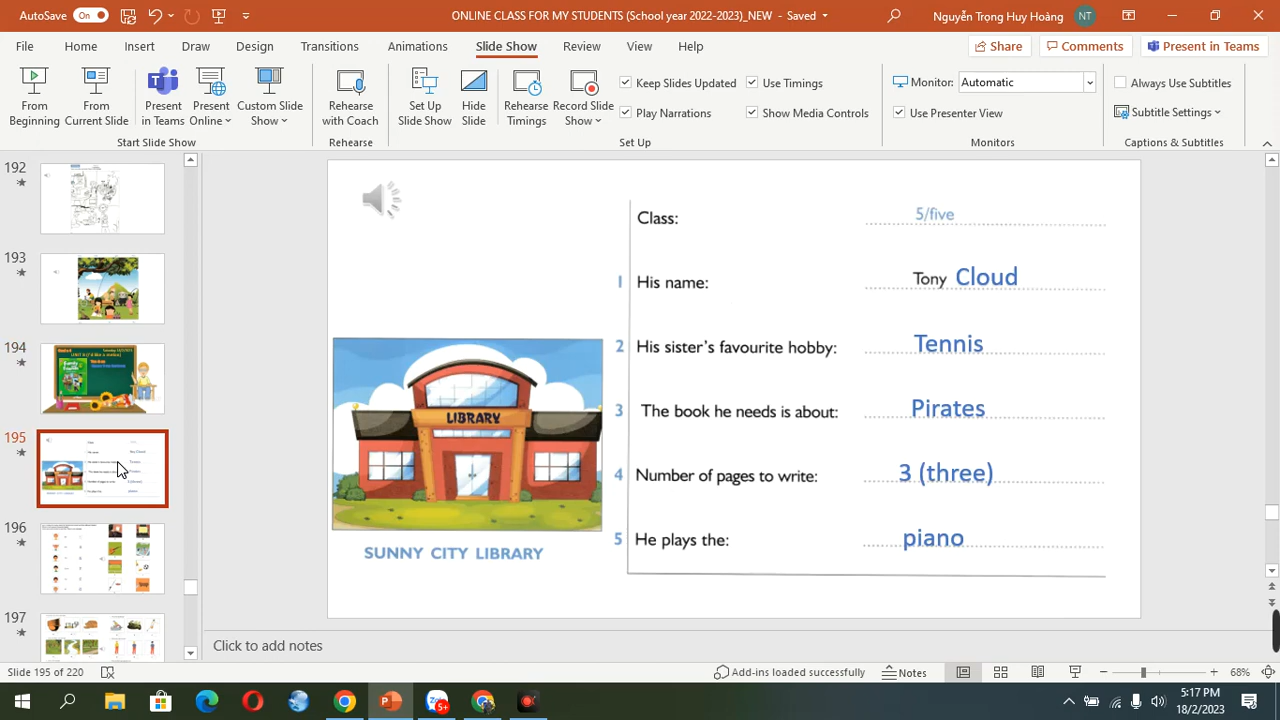 AutoSave On ONLINE CLASS FOR MY STUDENTS (School year 2022-2023)_NEW - Saved Nguyễn Trọng Huy Hoàng NT
File Home Insert Draw Design Transitions Animations Slide Show Review View Help Share Comments Present in Teams
From Beginning
From Current Slide
Present in Teams
Present Online
Custom Slide Show
Rehearse with Coach
Set Up Slide Show
Hide Slide
Rehearse Timings
Record Slide Show
Keep Slides Updated
Play Narrations
Use Timings
Show Media Controls
Monitor: Automatic
Use Presenter View
Always Use Subtitles
Subtitle Settings
Start Slide Show Rehearse Set Up Monitors Captions & Subtitles
192
193
194
195
196
197
Class: 5/five
1 His name: Tony Cloud
2 His sister's favourite hobby: Tennis
3 The book he needs is about: Pirates
4 Number of pages to write: 3 (three)
5 He plays the: piano
LIBRARY
SUNNY CITY LIBRARY
Click to add notes
Slide 195 of 220 Add-ins loaded successfully Notes 68%
5+
5:17 PM
18/2/2023